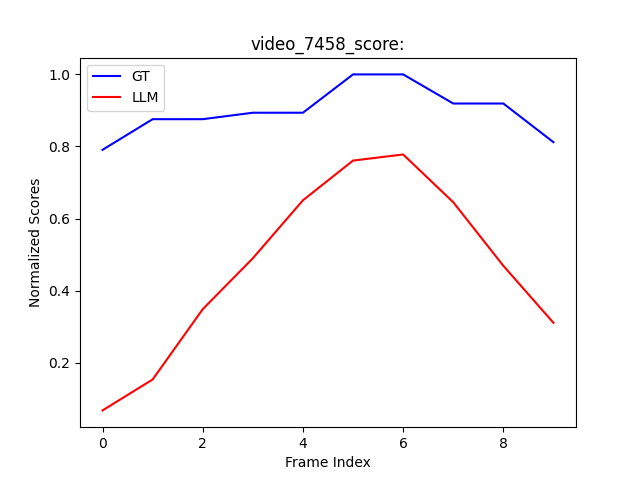 video_7458_score:
GT
LLM
Normalized Scores
1.0
0.8
0.6
0.4
0.2
0 2 4 6 8
Frame Index